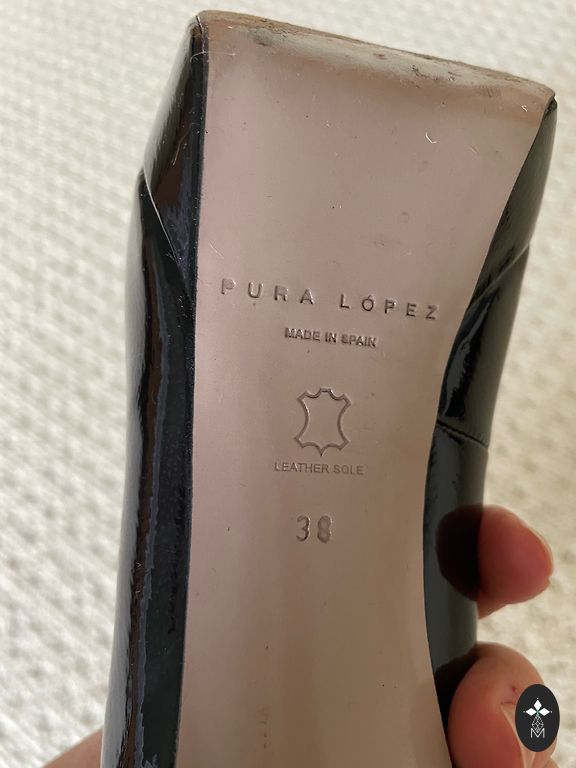 PURA LÓPEZ
MADE IN SPAIN
LEATHER SOLE
38
M